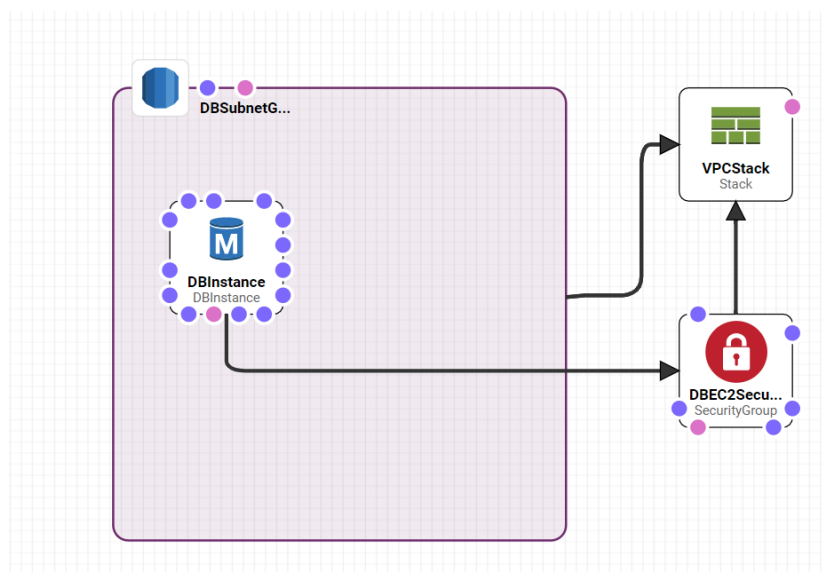 DBSubnetG...
VPCStack
Stack
M
DBInstance
DBInstance
DBEC2Secu...
SecurityGroup